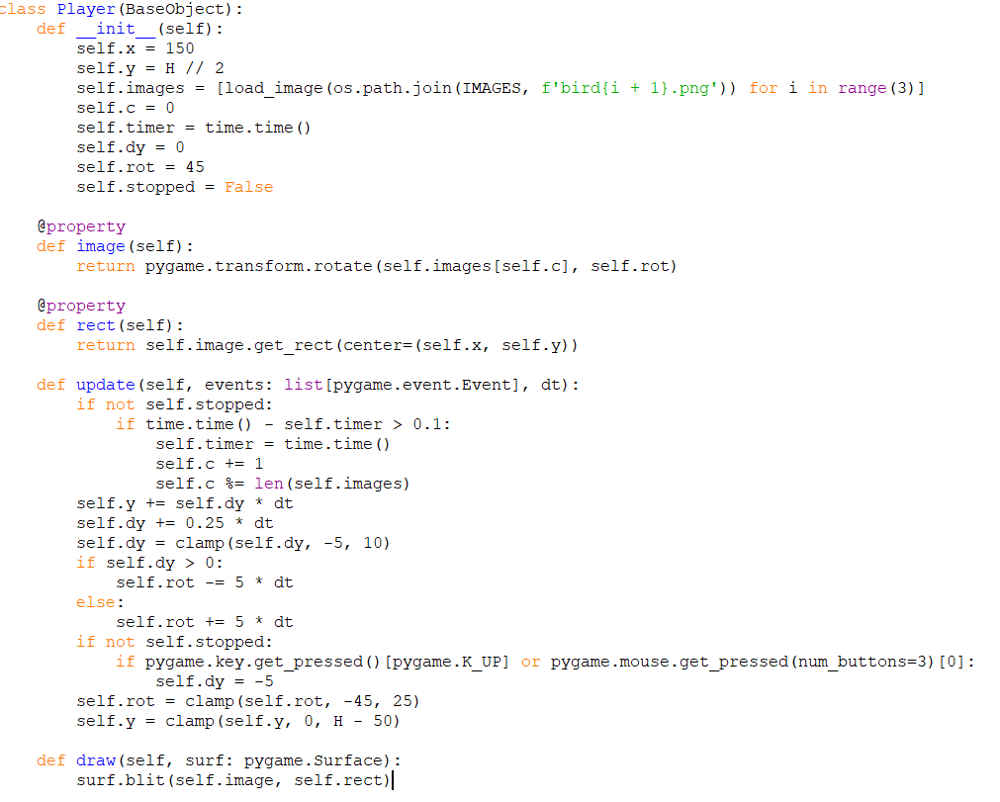 class Player(BaseObject):
    def __init__(self):
        self.x = 150
        self.y = H // 2
        self.images = [load_image(os.path.join(IMAGES, f'bird{i + 1}.png')) for i in range(3)]
        self.c = 0
        self.timer = time.time()
        self.dy = 0
        self.rot = 45
        self.stopped = False

    @property
    def image(self):
        return pygame.transform.rotate(self.images[self.c], self.rot)

    @property
    def rect(self):
        return self.image.get_rect(center=(self.x, self.y))

    def update(self, events: list[pygame.event.Event], dt):
        if not self.stopped:
            if time.time() - self.timer > 0.1:
                self.timer = time.time()
                self.c += 1
                self.c %= len(self.images)
        self.y += self.dy * dt
        self.dy += 0.25 * dt
        self.dy = clamp(self.dy, -5, 10)
        if self.dy > 0:
            self.rot -= 5 * dt
        else:
            self.rot += 5 * dt
        if not self.stopped:
            if pygame.key.get_pressed()[pygame.K_UP] or pygame.mouse.get_pressed(num_buttons=3)[0]:
                self.dy = -5
        self.rot = clamp(self.rot, -45, 25)
        self.y = clamp(self.y, 0, H - 50)

    def draw(self, surf: pygame.Surface):
        surf.blit(self.image, self.rect)